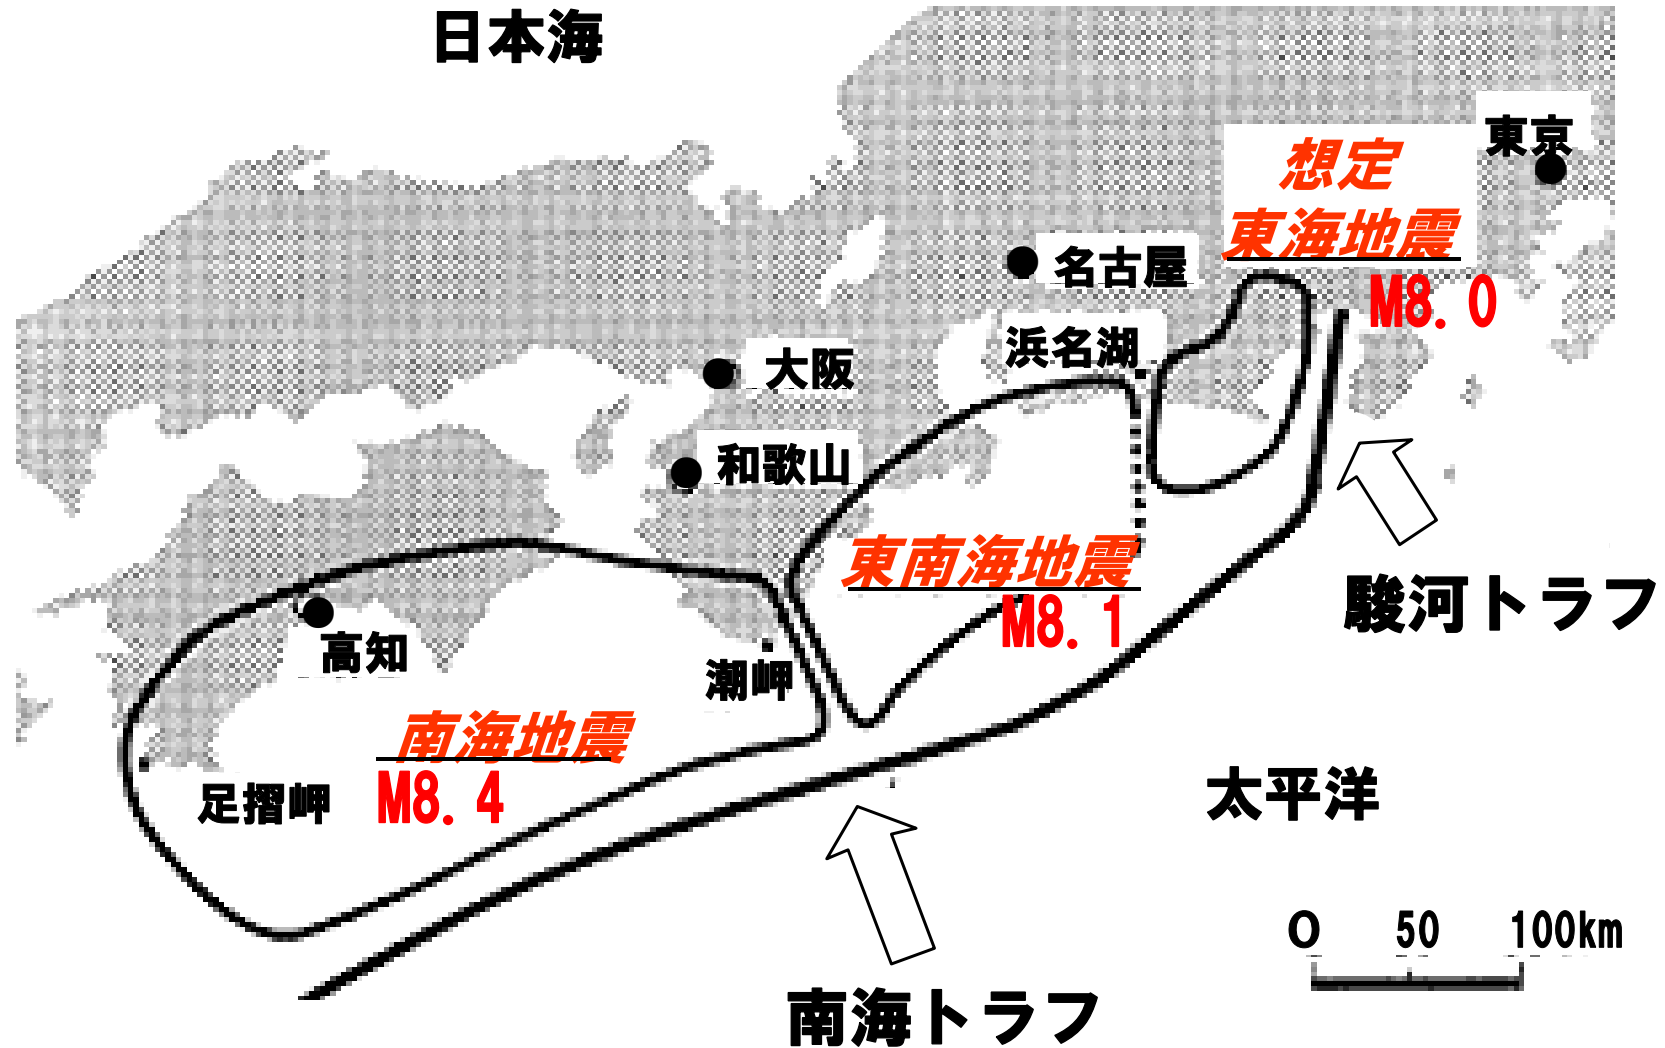 日本海
東京
想定
東海地震
M8.0
名古屋
浜名湖
大阪
和歌山
東南海地震
M8.1
駿河トラフ
高知
潮岬
南海地震
M8.4
足摺岬
太平洋
0 50 100km
南海トラフ